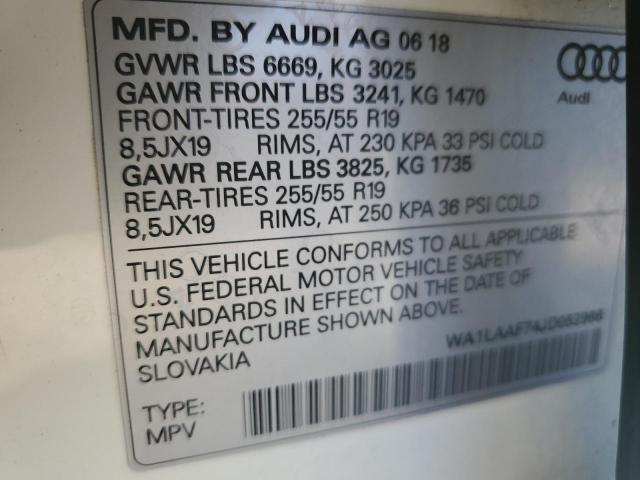 MFD. BY AUDI AG 06 18
GVWR LBS 6669, KG 3025
GAWR FRONT LBS 3241, KG 1470
FRONT-TIRES 255/55 R19
8,5JX19 RIMS, AT 230 KPA 33 PSI COLD
GAWR REAR LBS 3825, KG 1735
REAR-TIRES 255/55 R19
8,5JX19 RIMS, AT 250 KPA 36 PSI COLD
Audi
THIS VEHICLE CONFORMS TO ALL APPLICABLE
U.S. FEDERAL MOTOR VEHICLE SAFETY
STANDARDS IN EFFECT ON THE DATE OF
MANUFACTURE SHOWN ABOVE.
SLOVAKIA
TYPE:
MPV